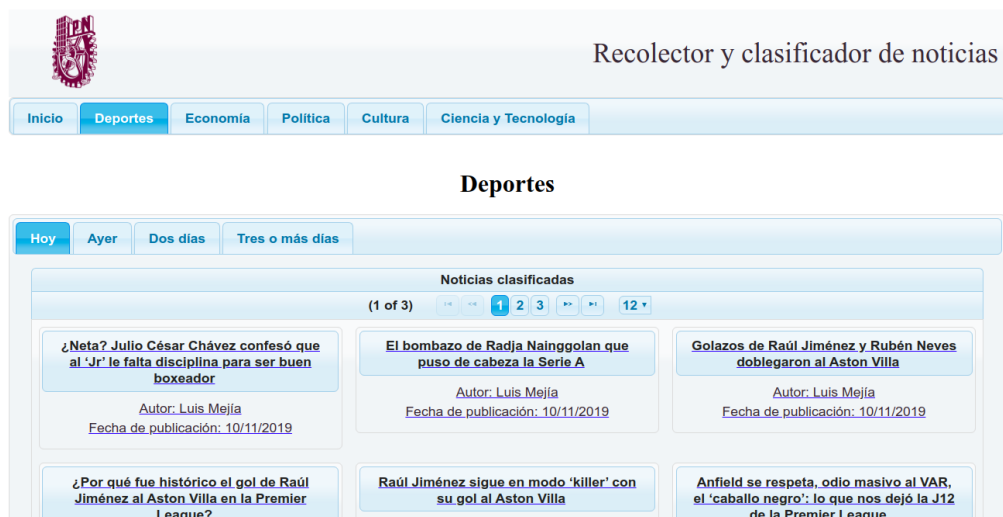 IPN
Recolector y clasificador de noticias
Inicio Deportes Economía Política Cultura Ciencia y Tecnología
Deportes
Hoy Ayer Dos días Tres o más días
Noticias clasificadas
(1 of 3) 1 2 3 12
¿Neta? Julio César Chávez confesó que
al ‘Jr’ le falta disciplina para ser buen
boxeador
Autor: Luis Mejía
Fecha de publicación: 10/11/2019
El bombazo de Radja Nainggolan que
puso de cabeza la Serie A
Autor: Luis Mejía
Fecha de publicación: 10/11/2019
Golazos de Raúl Jiménez y Rubén Neves
doblegaron al Aston Villa
Autor: Luis Mejía
Fecha de publicación: 10/11/2019
¿Por qué fue histórico el gol de Raúl
Jiménez al Aston Villa en la Premier
League?
Raúl Jiménez sigue en modo ‘killer’ con
su gol al Aston Villa
Anfield se respeta, odio masivo al VAR,
el ‘caballo negro’: lo que nos dejó la J12
de la Premier League